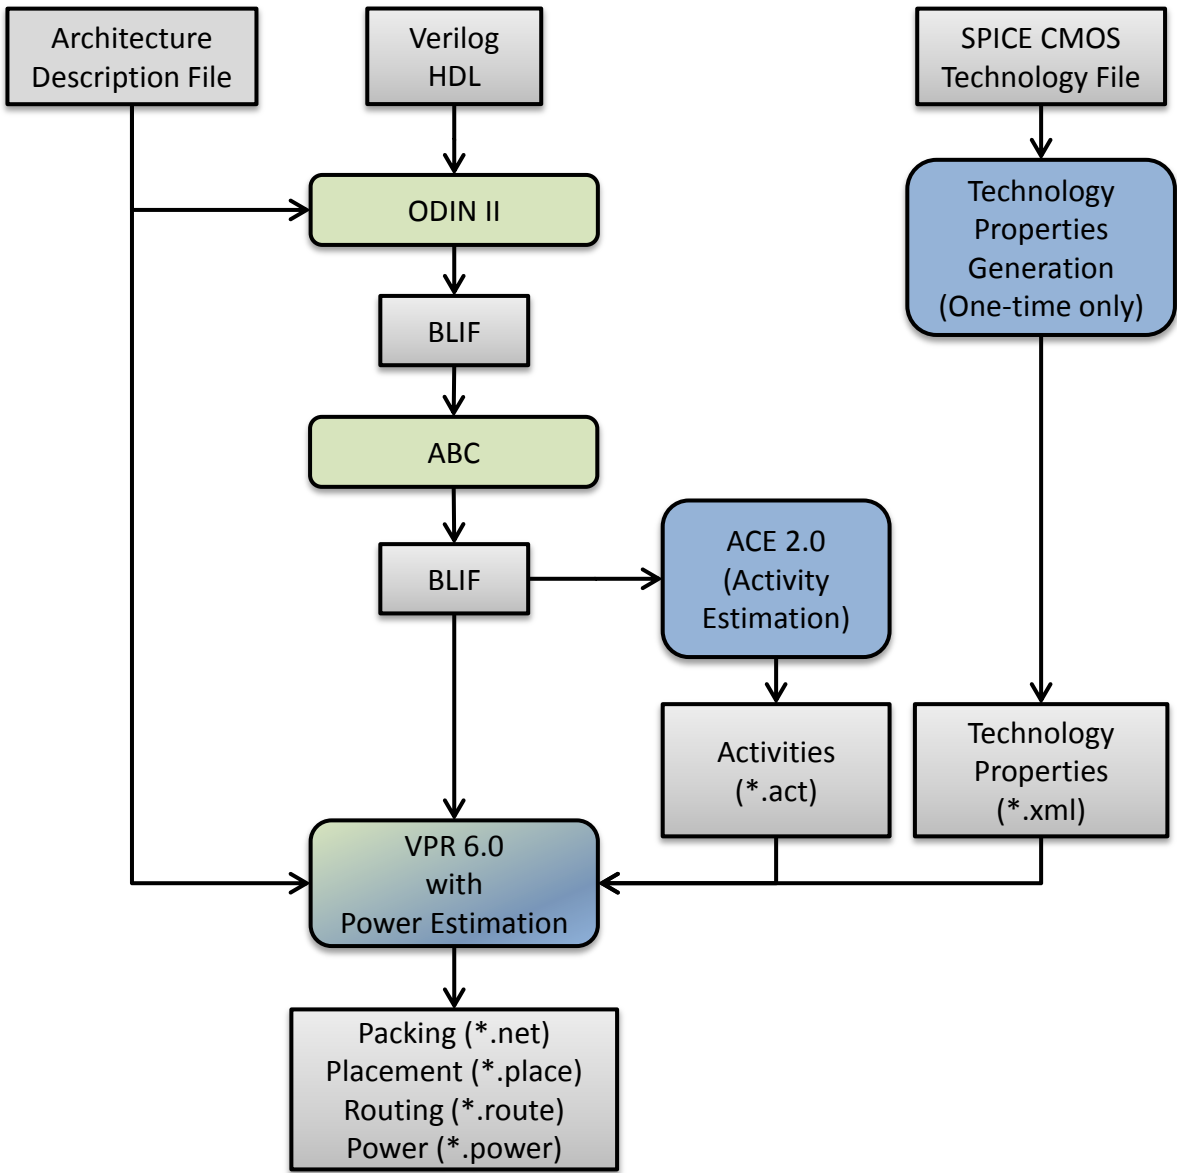 Architecture
Description File
Verilog
HDL
SPICE CMOS
Technology File
ODIN II
Technology
Properties
Generation
(One-time only)
BLIF
ABC
BLIF
ACE 2.0
(Activity
Estimation)
Activities
(*.act)
Technology
Properties
(*.xml)
VPR 6.0
with
Power Estimation
Packing (*.net)
Placement (*.place)
Routing (*.route)
Power (*.power)